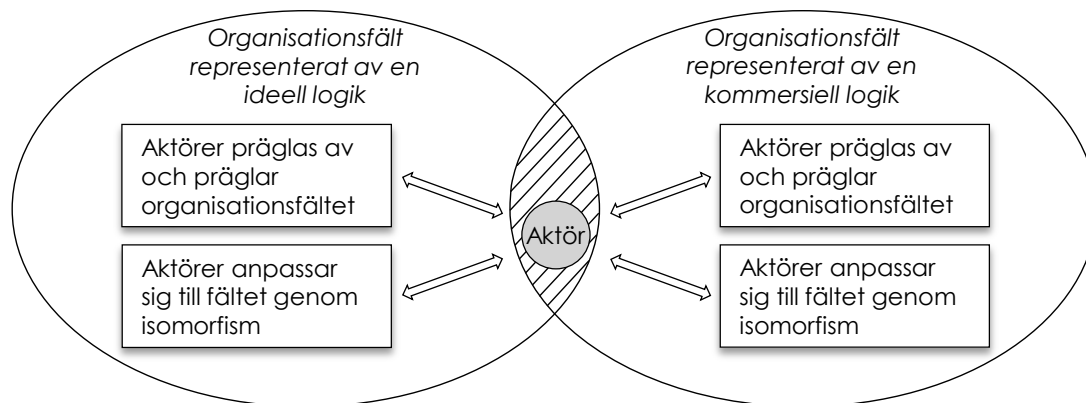 Organisationsfält
representerat av en
ideell logik
Aktörer präglas av
och präglar
organisationsfältet
Aktörer anpassar
sig till fältet genom
isomorfism
Aktör
Organisationsfält
representerat av en
kommersiell logik
Aktörer präglas av
och präglar
organisationsfältet
Aktörer anpassar
sig till fältet genom
isomorfism